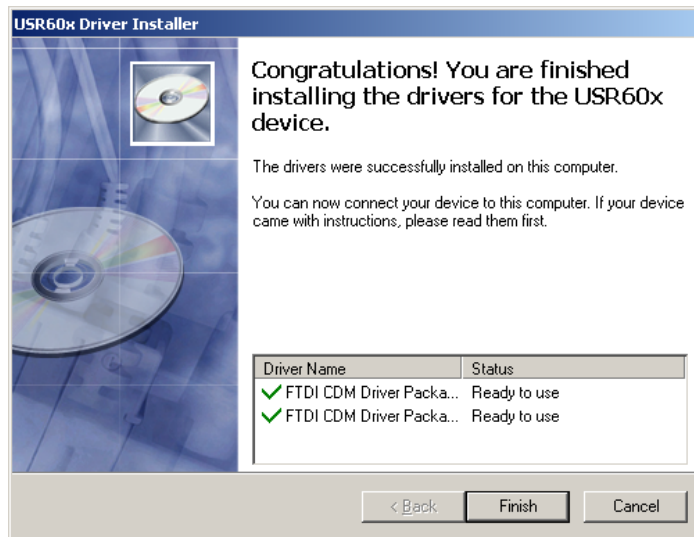 USR60x Driver Installer
Congratulations! You are finished
installing the drivers for the USR60x
device.
The drivers were successfully installed on this computer.
You can now connect your device to this computer. If your device
came with instructions, please read them first.
Driver Name Status
FTDI CDM Driver Packa... Ready to use
FTDI CDM Driver Packa... Ready to use
< Back Finish Cancel